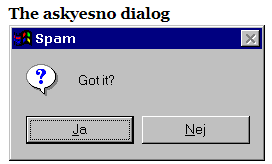 The askyesno dialog
Spam
Got it?
Ja Nej